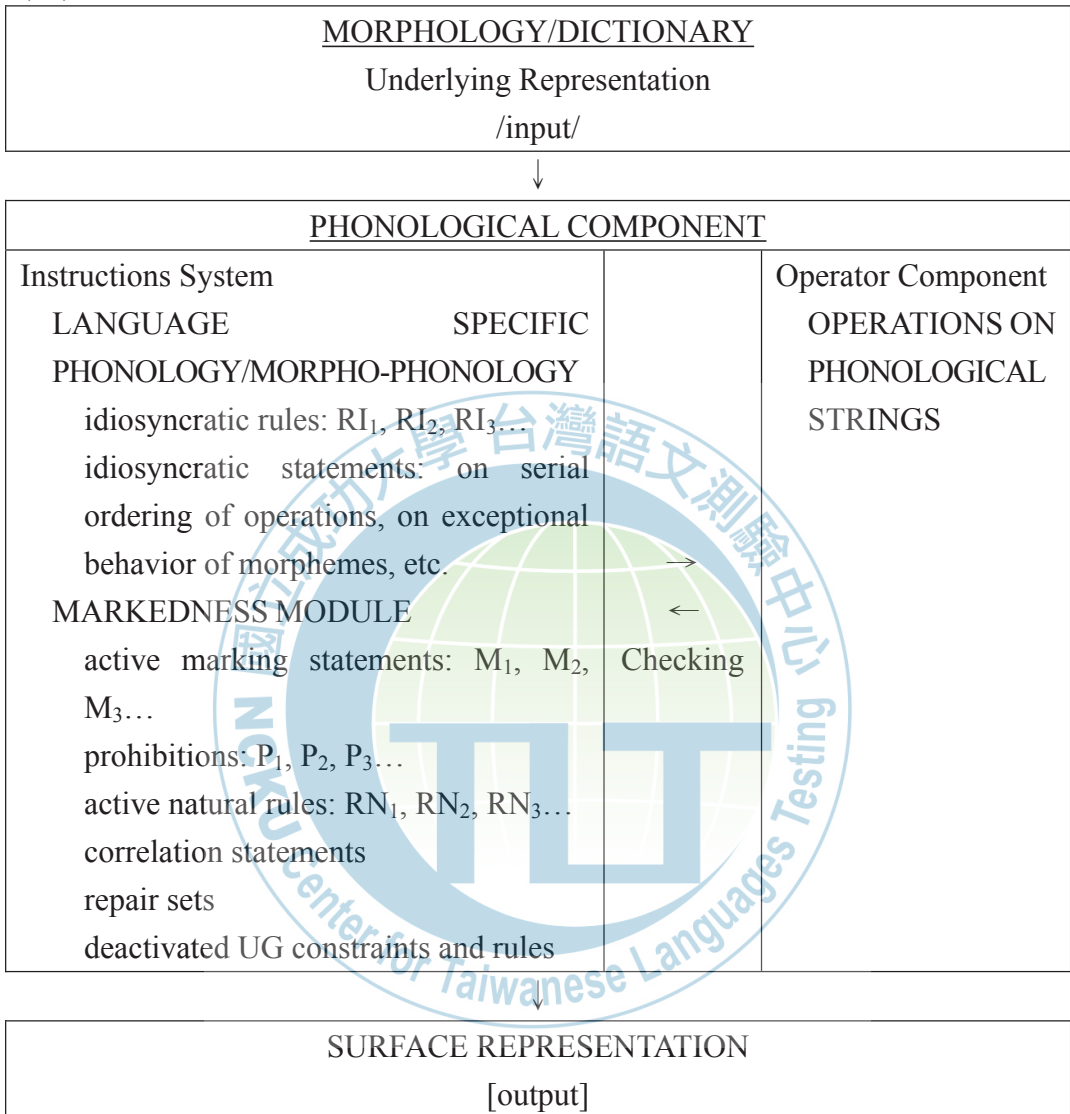 MORPHOLOGY/DICTIONARY
Underlying Representation
/input/
↓
PHONOLOGICAL COMPONENT
Instructions System
LANGUAGE SPECIFIC
PHONOLOGY/MORPHO-PHONOLOGY
idiosyncratic rules: RI₁, RI₂, RI₃…
idiosyncratic statements: on serial
ordering of operations, on exceptional
behavior of morphemes, etc.
MARKEDNESS MODULE
active marking statements: M₁, M₂,
M₃…
prohibitions: P₁, P₂, P₃…
active natural rules: RN₁, RN₂, RN₃…
correlation statements
repair sets
deactivated UG constraints and rules
→
←
Checking
Operator Component
OPERATIONS ON
PHONOLOGICAL
STRINGS
↓
SURFACE REPRESENTATION
[output]
國立成功大學 台灣語文測驗中心
NCKU Center for Taiwanese Languages Testing
TLT